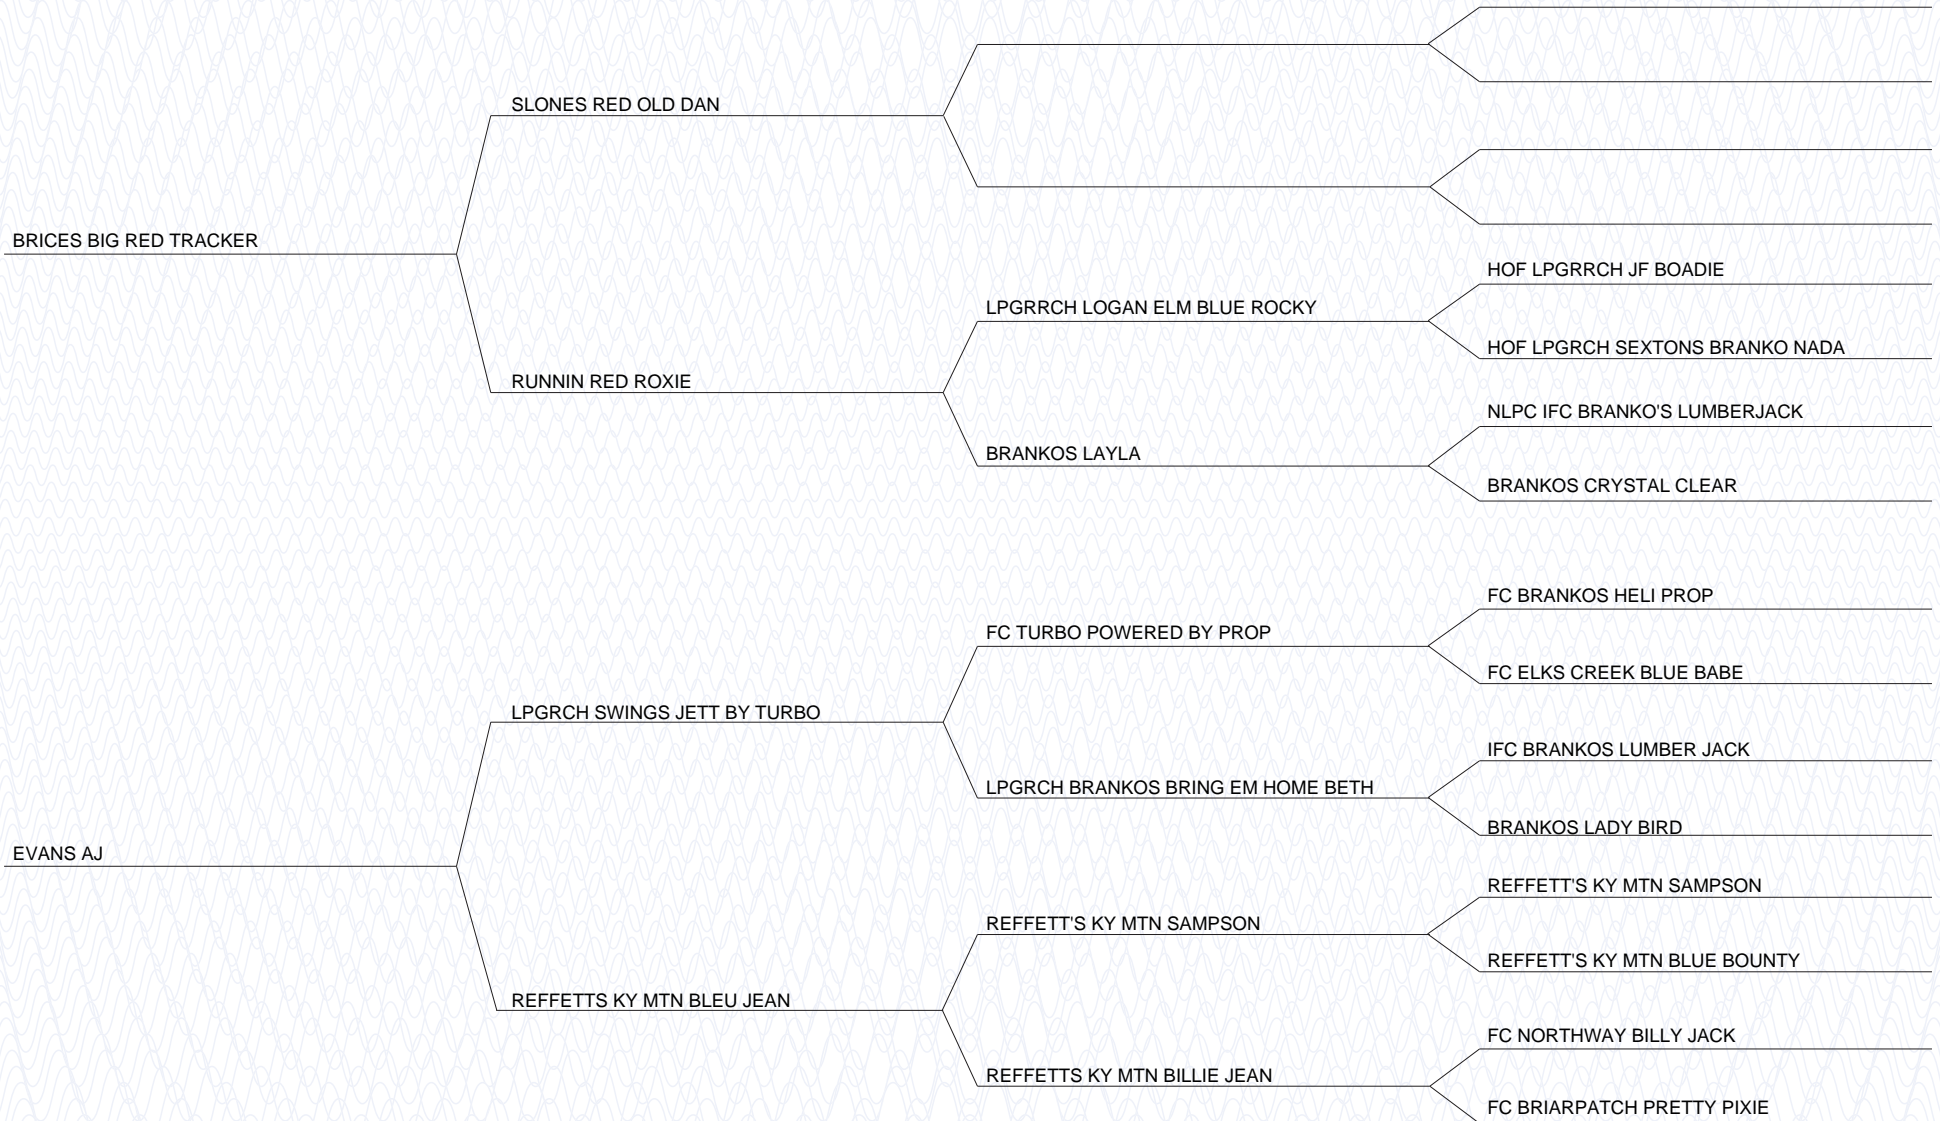 SLONES RED OLD DAN
BRICES BIG RED TRACKER
HOF LPGRRCH JF BOADIE
LPGRRCH LOGAN ELM BLUE ROCKY
HOF LPGRCH SEXTONS BRANKO NADA
RUNNIN RED ROXIE
NLPC IFC BRANKO'S LUMBERJACK
BRANKOS LAYLA
BRANKOS CRYSTAL CLEAR
FC BRANKOS HELI PROP
FC TURBO POWERED BY PROP
FC ELKS CREEK BLUE BABE
LPGRCH SWINGS JETT BY TURBO
IFC BRANKOS LUMBER JACK
LPGRCH BRANKOS BRING EM HOME BETH
BRANKOS LADY BIRD
EVANS AJ
REFFETT'S KY MTN SAMPSON
REFFETT'S KY MTN SAMPSON
REFFETT'S KY MTN BLUE BOUNTY
REFFETTS KY MTN BLEU JEAN
FC NORTHWAY BILLY JACK
REFFETTS KY MTN BILLIE JEAN
FC BRIARPATCH PRETTY PIXIE